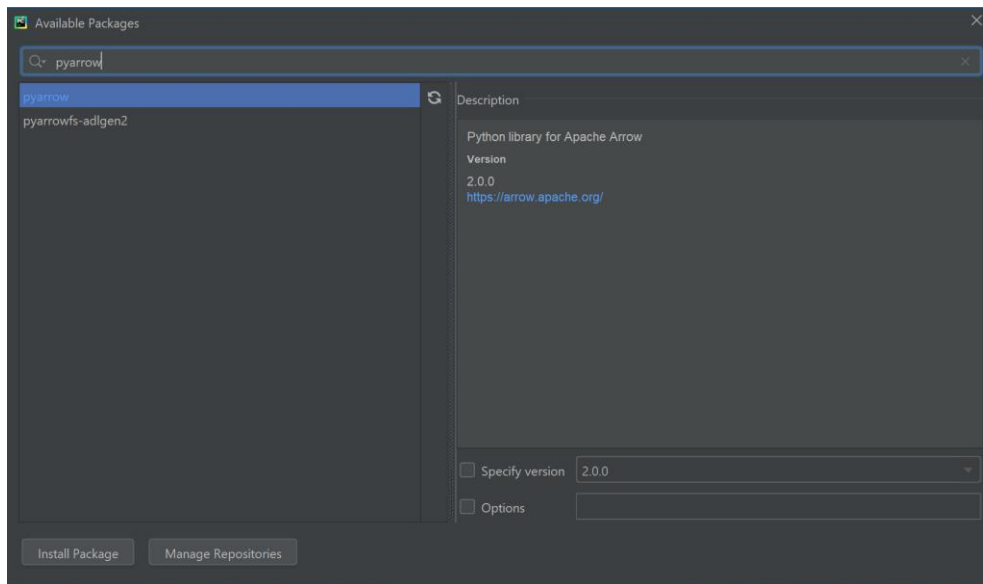 Available Packages
pyarrow
pyarrow
pyarrowfs-adlgen2
Description
Python library for Apache Arrow
Version
2.0.0
https://arrow.apache.org/
Specify version
2.0.0
Options
Install Package
Manage Repositories